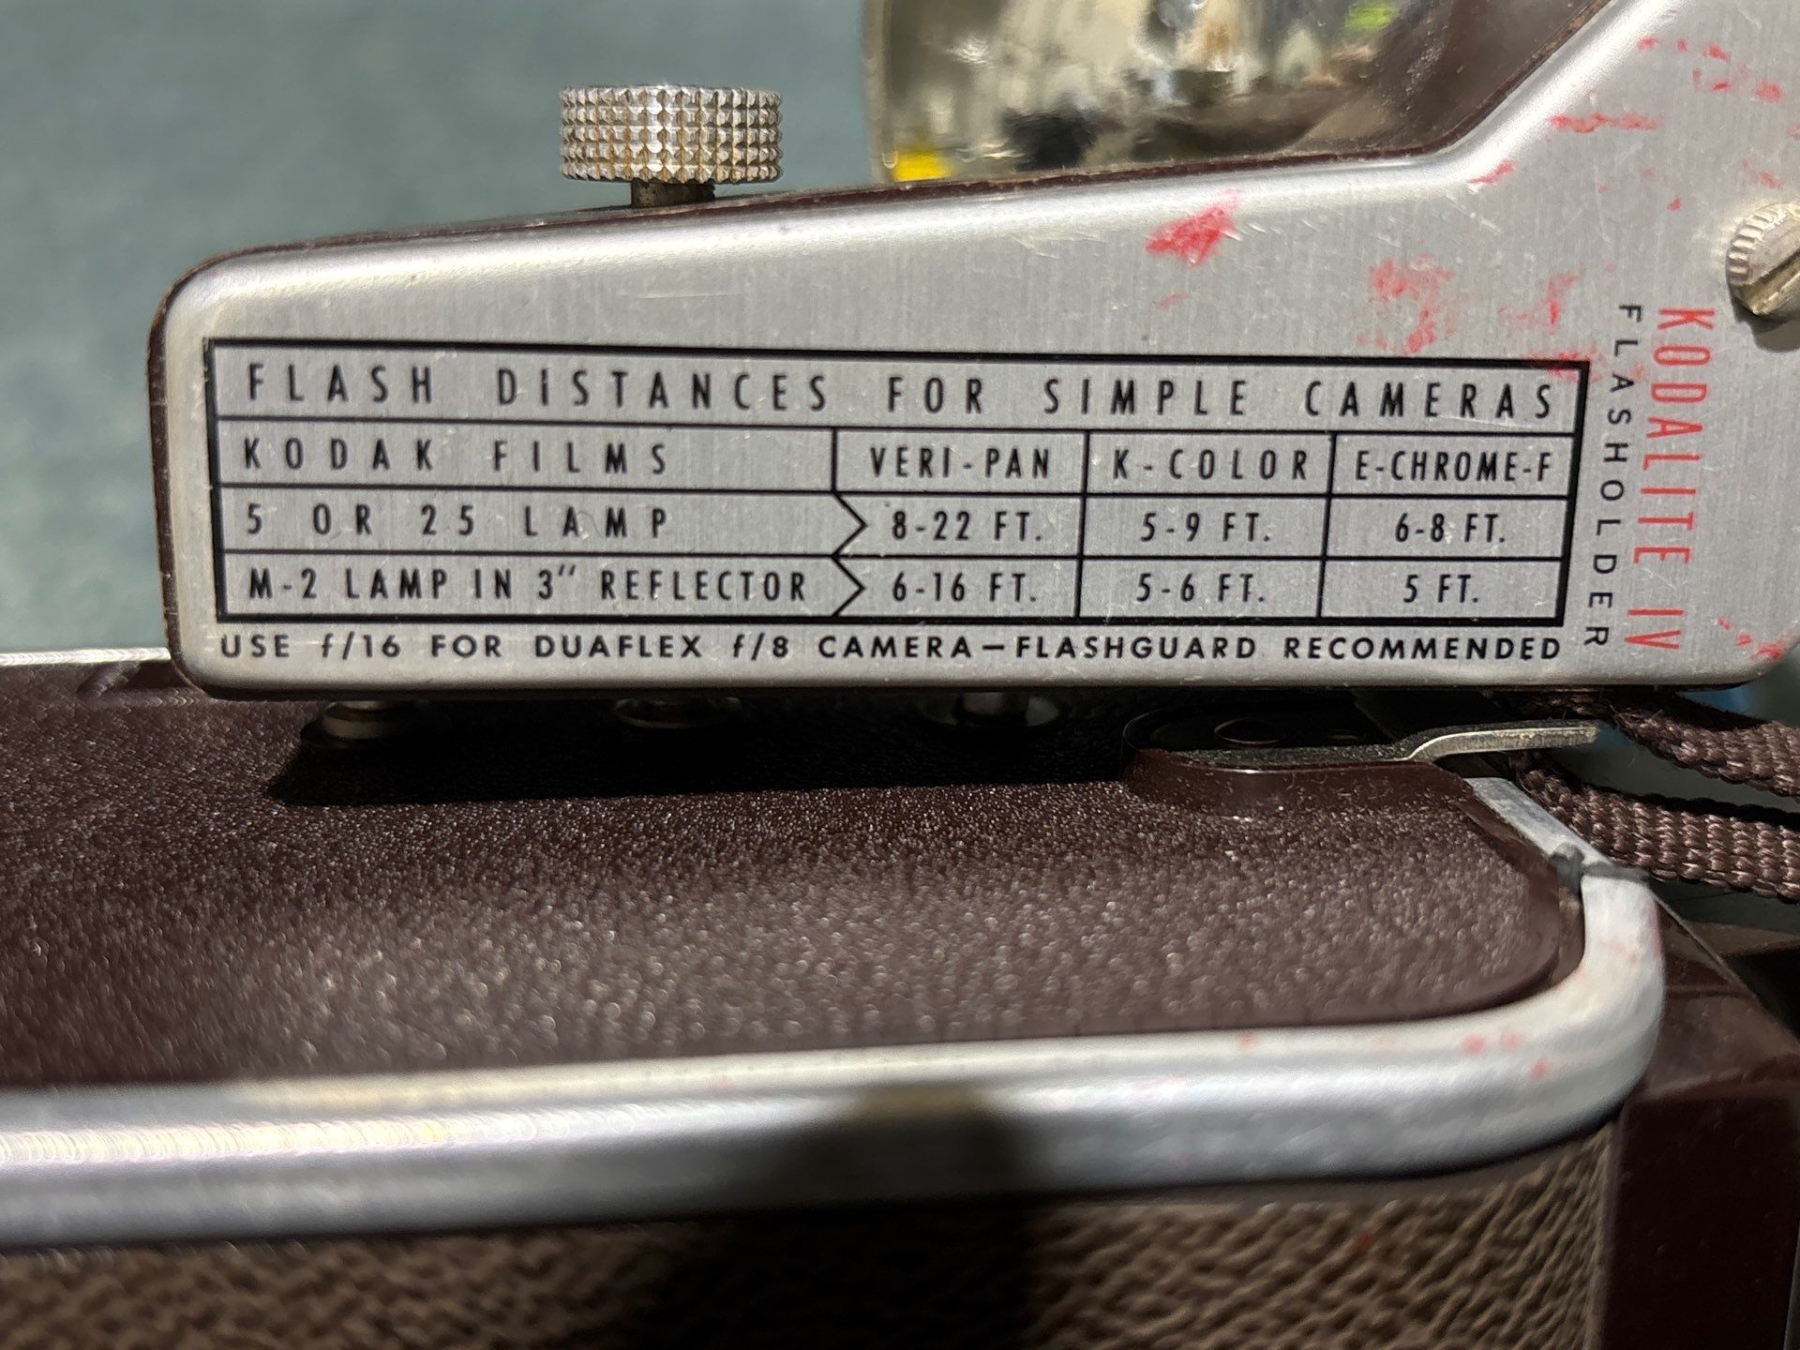 FLASH DISTANCES FOR SIMPLE CAMERAS
KODAK FILMS VERI-PAN K-COLOR E-CHROME-F
5 OR 25 LAMP 8-22 FT. 5-9 FT. 6-8 FT.
M-2 LAMP IN 3" REFLECTOR 6-16 FT. 5-6 FT. 5 FT.
USE f/16 FOR DUAFLEX f/8 CAMERA—FLASHGUARD RECOMMENDED
KODALITE IV
FLASHOLDER